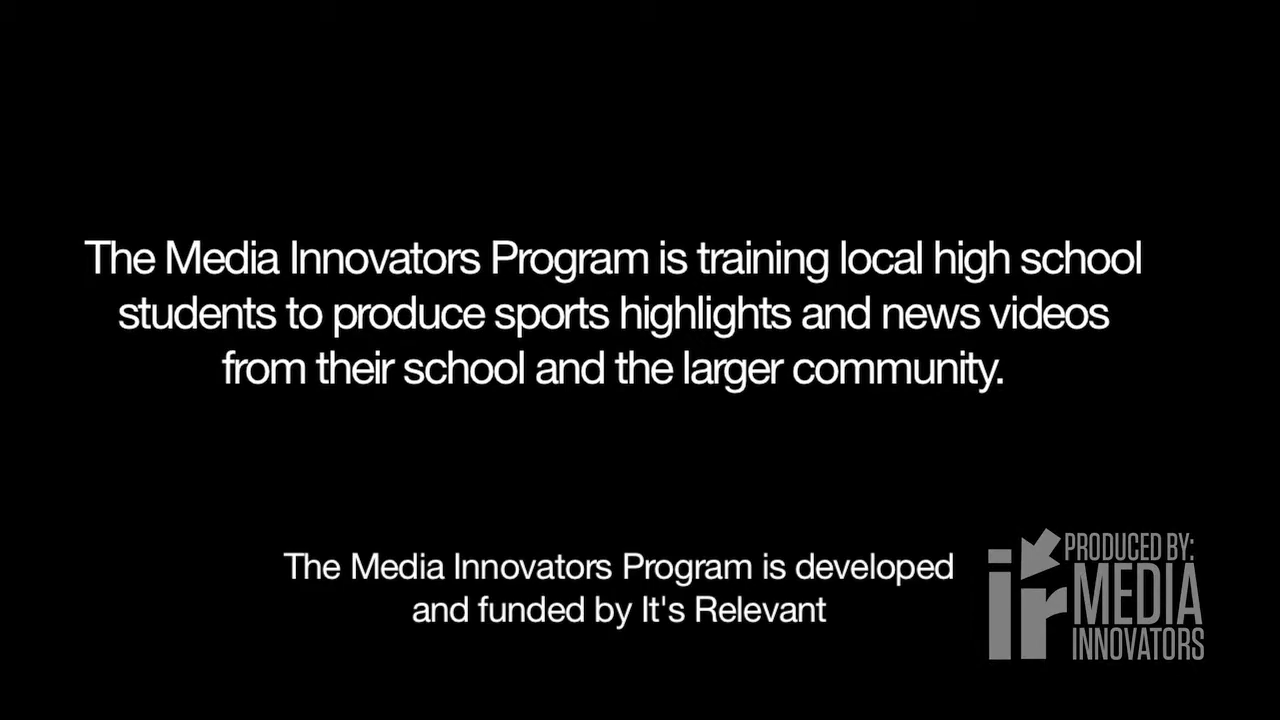 The Media Innovators Program is training local high school
students to produce sports highlights and news videos
from their school and the larger community.
The Media Innovators Program is developed
and funded by It's Relevant
ir
PRODUCED BY:
MEDIA
INNOVATORS